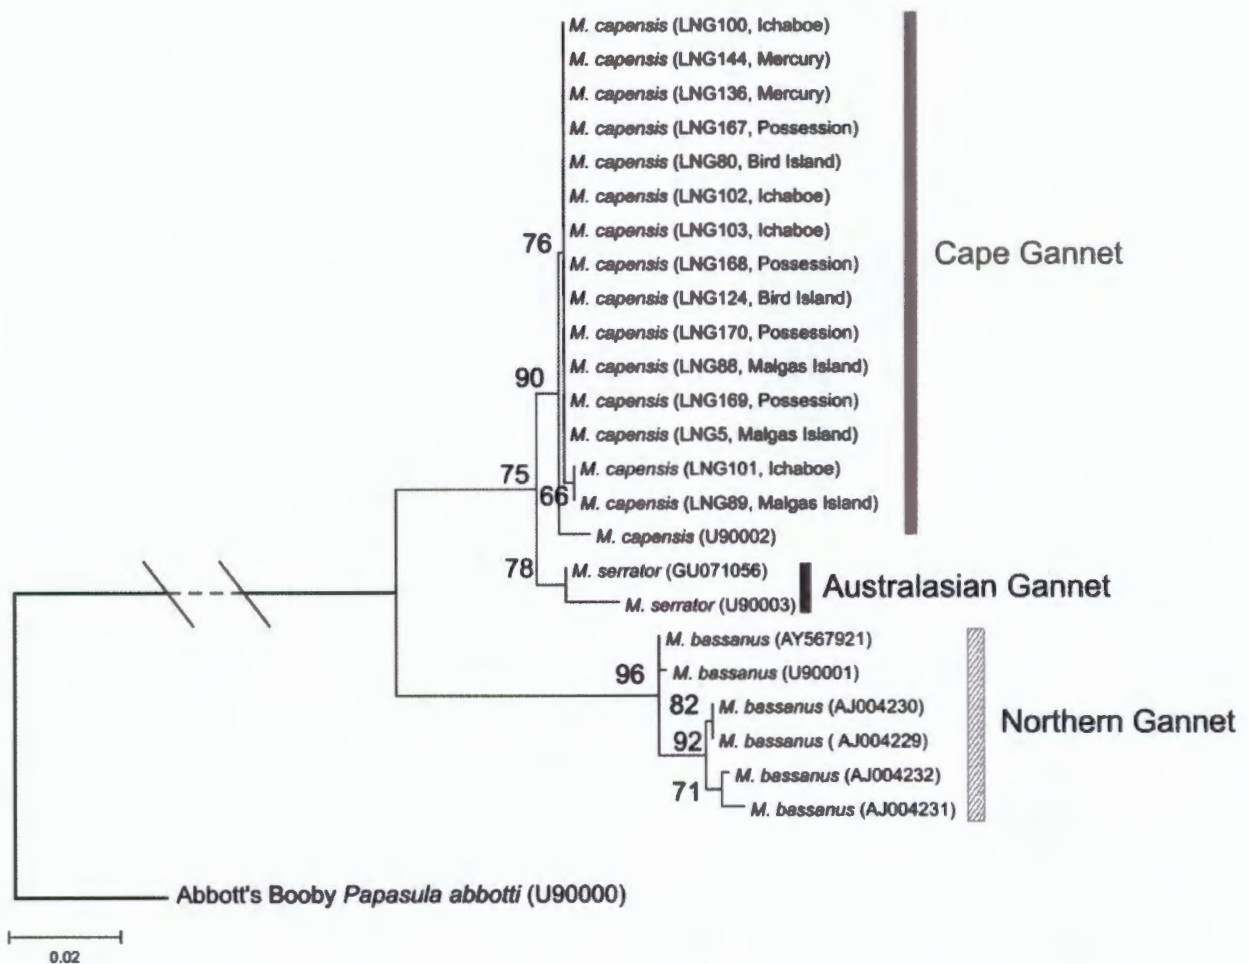 M. capensis (LNG100, Ichaboe)
M. capensis (LNG144, Mercury)
M. capensis (LNG136, Mercury)
M. capensis (LNG167, Possession)
M. capensis (LNG80, Bird Island)
M. capensis (LNG102, Ichaboe)
M. capensis (LNG103, Ichaboe)
76
Cape Gannet
M. capensis (LNG168, Possession)
M. capensis (LNG124, Bird Island)
M. capensis (LNG170, Possession)
M. capensis (LNG88, Malgas Island)
90
M. capensis (LNG169, Possession)
M. capensis (LNG5, Malgas Island)
75
M. capensis (LNG101, Ichaboe)
66
M. capensis (LNG89, Malgas Island)
M. capensis (U90002)
78
M. serrator (GU071056)
Australasian Gannet
M. serrator (U90003)
M. bassanus (AY567921)
96
M. bassanus (U90001)
82
M. bassanus (AJ004230)
Northern Gannet
92
M. bassanus ( AJ004229)
M. bassanus (AJ004232)
71
M. bassanus (AJ004231)
Abbott's Booby Papasula abbotti (U90000)
0.02